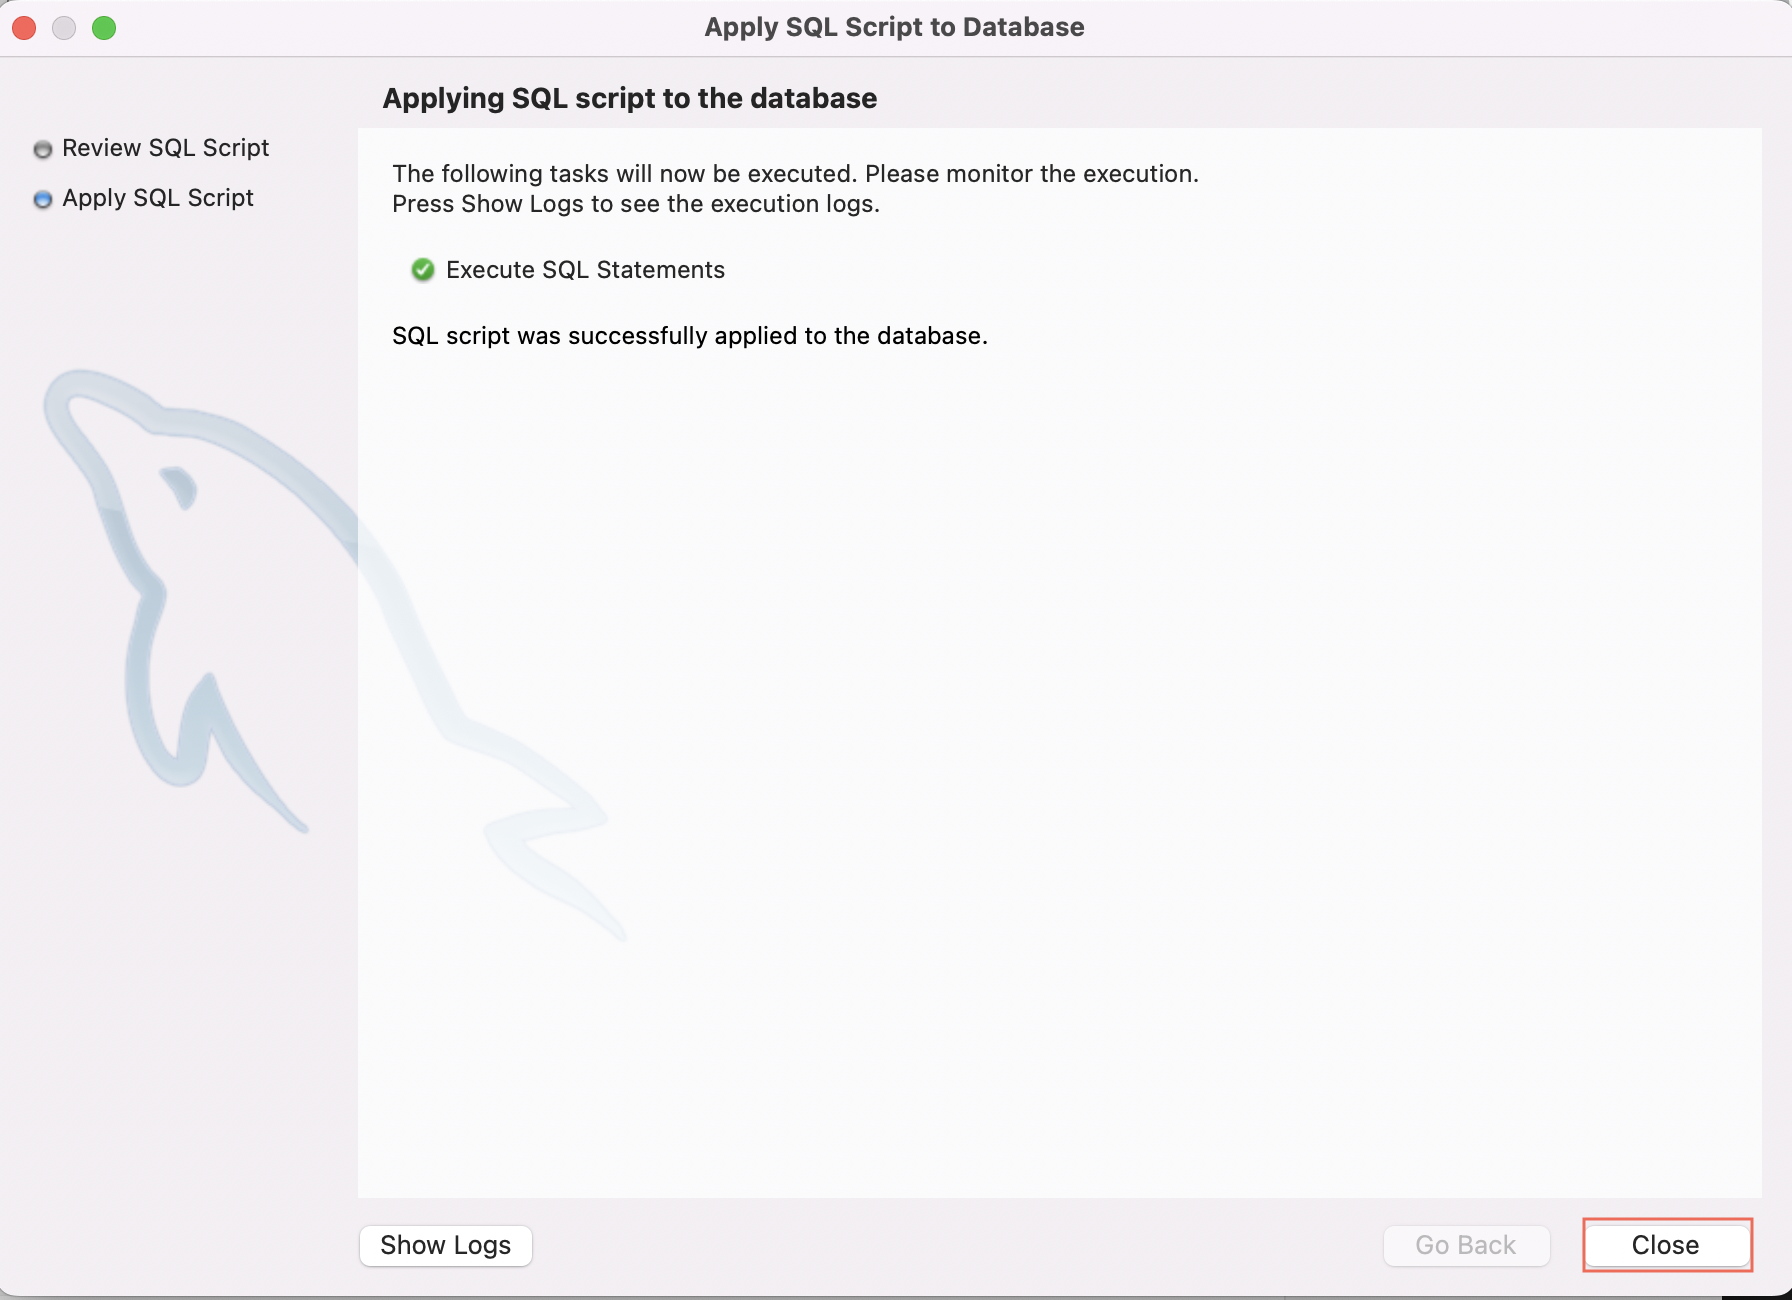 Apply SQL Script to Database
Applying SQL script to the database
Review SQL Script
Apply SQL Script
The following tasks will now be executed. Please monitor the execution.
Press Show Logs to see the execution logs.
Execute SQL Statements
SQL script was successfully applied to the database.
Show Logs
Go Back
Close